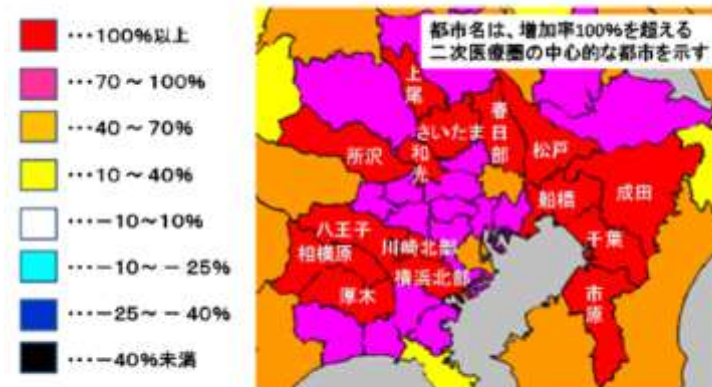 …100%以上
…70～100%
…40～70%
…10～40%
…－10～10%
…－10～－25%
…－25～－40%
…－40%未満
都市名は、増加率100%を超える
二次医療圏の中心的な都市を示す
上尾
春日部
さいたま
和光
所沢
松戸
船橋
成田
千葉
八王子
相模原
川崎北部
横浜北部
厚木
市原